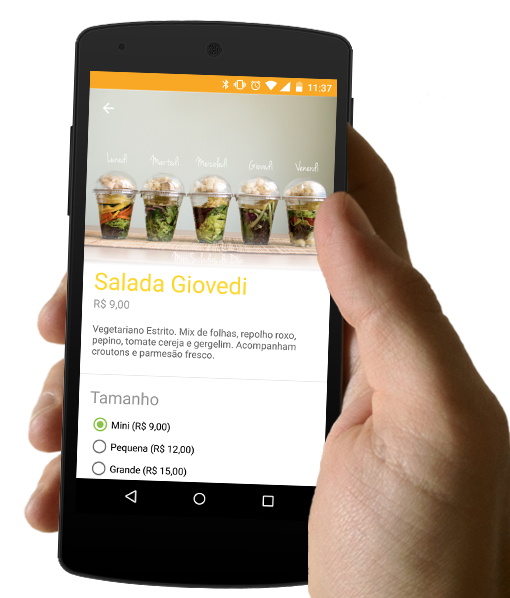 11:37
Lunedì Martedì Mercoledì Giovedì Venerdì
Salada Giovedi
R$ 9,00
Vegetariano Estrito. Mix de folhas, repolho roxo,
pepino, tomate cereja e gergelim. Acompanham
croutons e parmesão fresco.
Tamanho
Mini (R$ 9,00)
Pequena (R$ 12,00)
Grande (R$ 15,00)